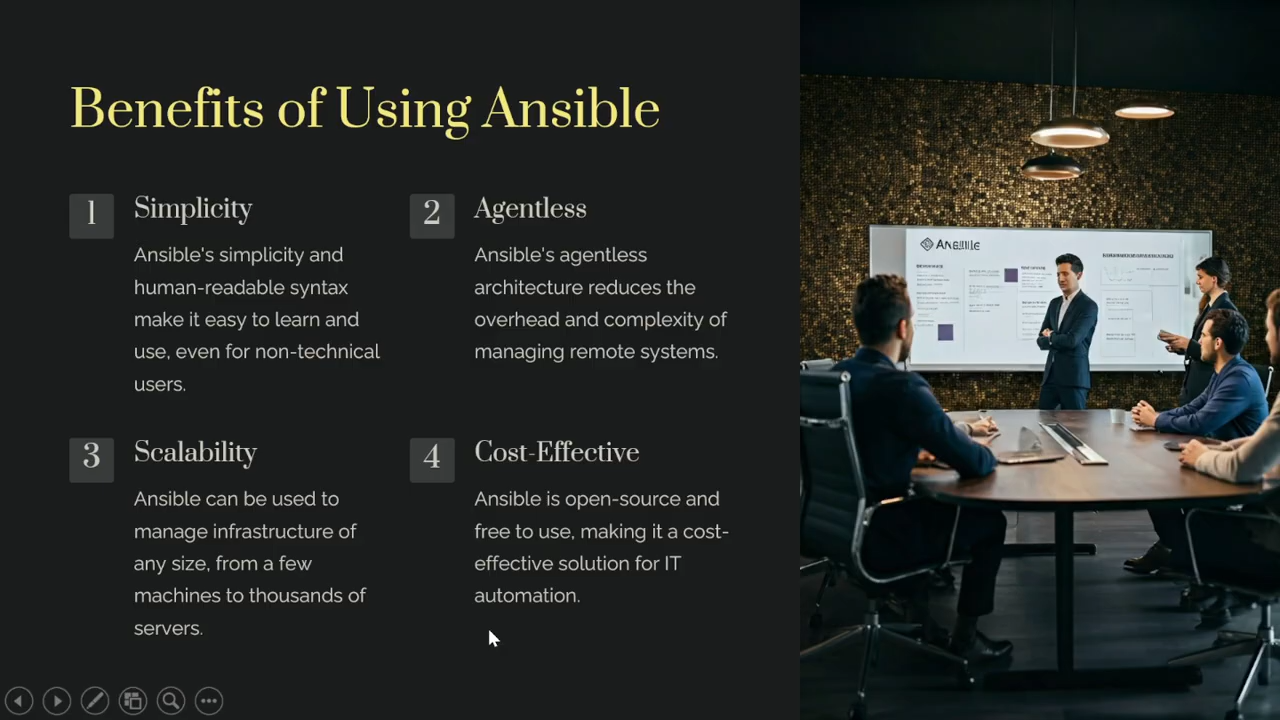 Benefits of Using Ansible
1
Simplicity
Ansible's simplicity and
human-readable syntax
make it easy to learn and
use, even for non-technical
users.
2
Agentless
Ansible's agentless
architecture reduces the
overhead and complexity of
managing remote systems.
3
Scalability
Ansible can be used to
manage infrastructure of
any size, from a few
machines to thousands of
servers.
4
Cost-Effective
Ansible is open-source and
free to use, making it a cost-
effective solution for IT
automation.